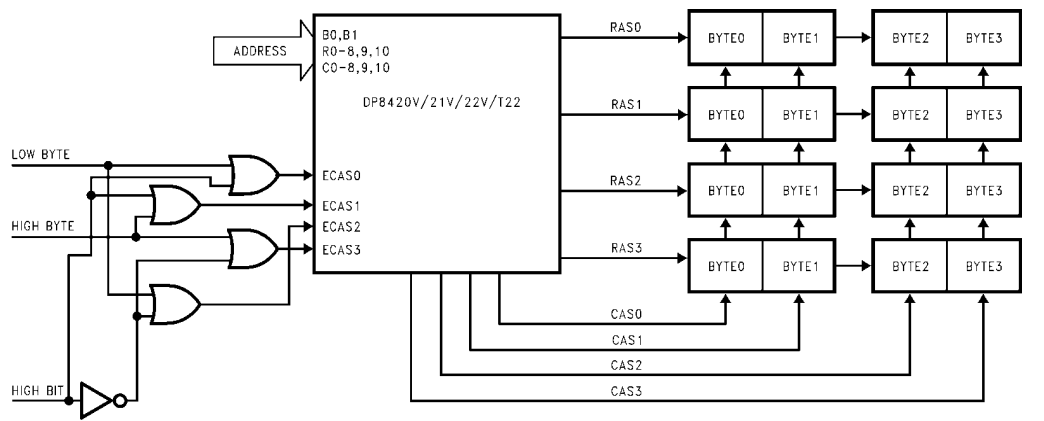 ADDRESS
B0,B1
R0-8,9,10
C0-8,9,10
DP8420V/21V/22V/T22
LOW BYTE
HIGH BYTE
HIGH BIT
ECAS0
ECAS1
ECAS2
ECAS3
RAS0
BYTE0 BYTE1 BYTE2 BYTE3
RAS1
BYTE0 BYTE1 BYTE2 BYTE3
RAS2
BYTE0 BYTE1 BYTE2 BYTE3
RAS3
BYTE0 BYTE1 BYTE2 BYTE3
CAS0
CAS1
CAS2
CAS3